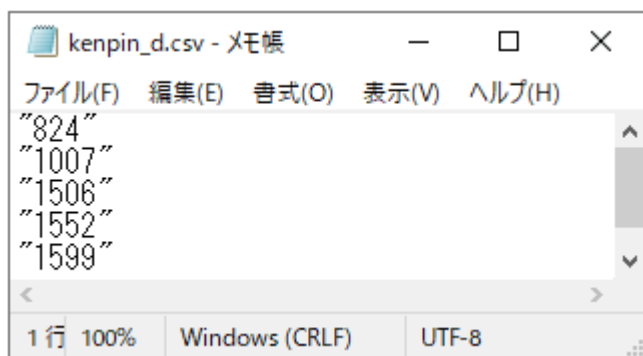 kenpin_d.csv - メモ帳
ファイル(F) 編集(E) 書式(O) 表示(V) ヘルプ(H)
"824"
"1007"
"1506"
"1552"
"1599"
1 行 100% Windows (CRLF) UTF-8